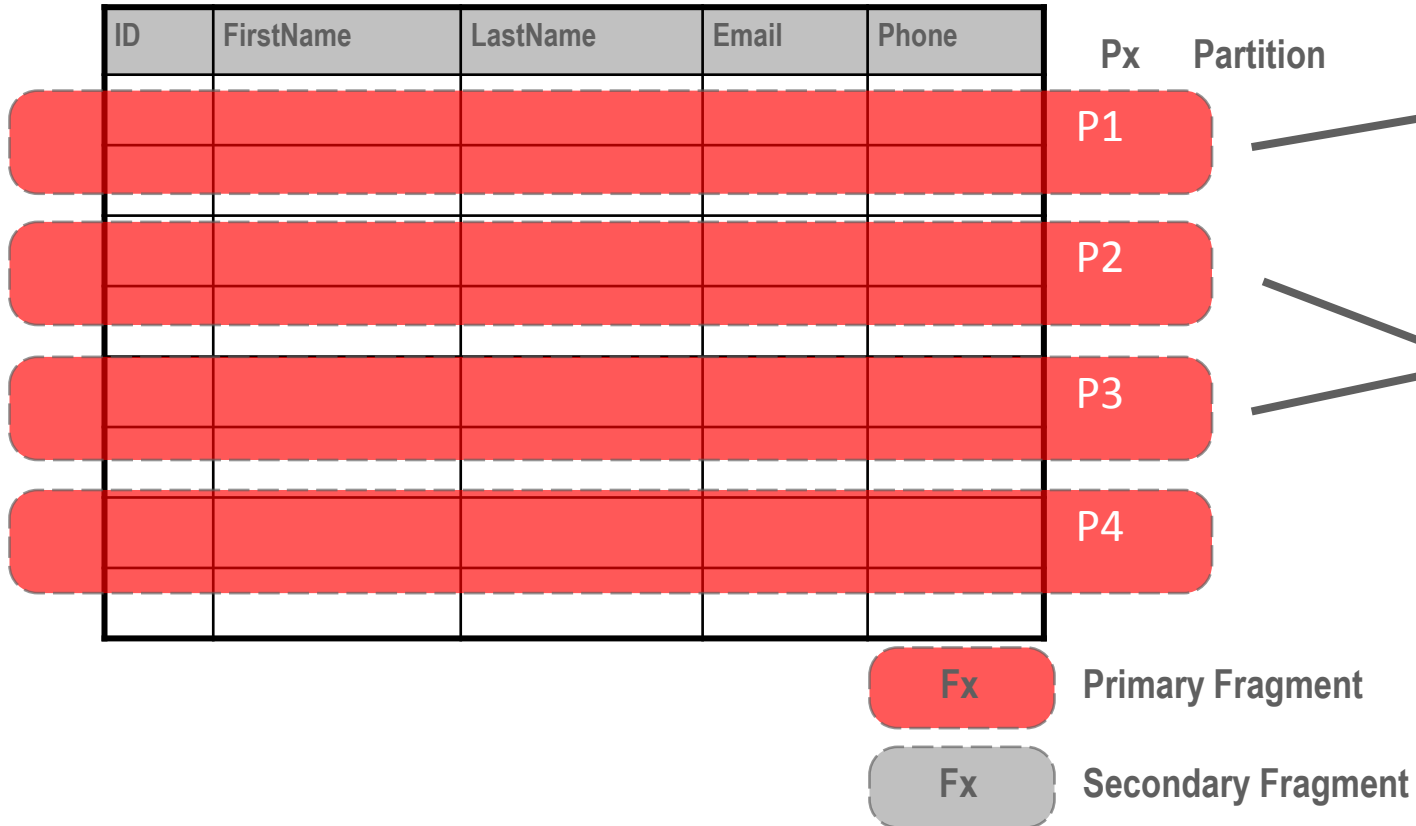 ID FirstName LastName Email Phone
Px Partition
P1
P2
P3
P4
Fx Primary Fragment
Fx Secondary Fragment